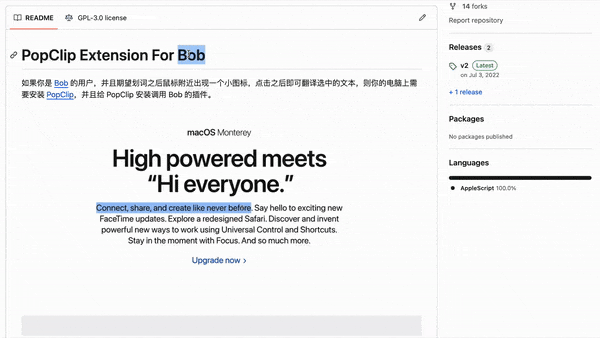 README
GPL-3.0 license
PopClip Extension For Bob
如果你是 Bob 的用户，并且期望划词之后鼠标附近出现一个小图标，点击之后即可翻译选中的文本，则你的电脑上需
要安装 PopClip，并且给 PopClip 安装调用 Bob 的插件。
macOS Monterey
High powered meets
“Hi everyone.”
Connect, share, and create like never before. Say hello to exciting new
FaceTime updates. Explore a redesigned Safari. Discover and invent
powerful new ways to work using Universal Control and Shortcuts.
Stay in the moment with Focus. And so much more.
Upgrade now >
14 forks
Report repository
Releases 2
v2 Latest
on Jul 3, 2022
+ 1 release
Packages
No packages published
Languages
AppleScript 100.0%